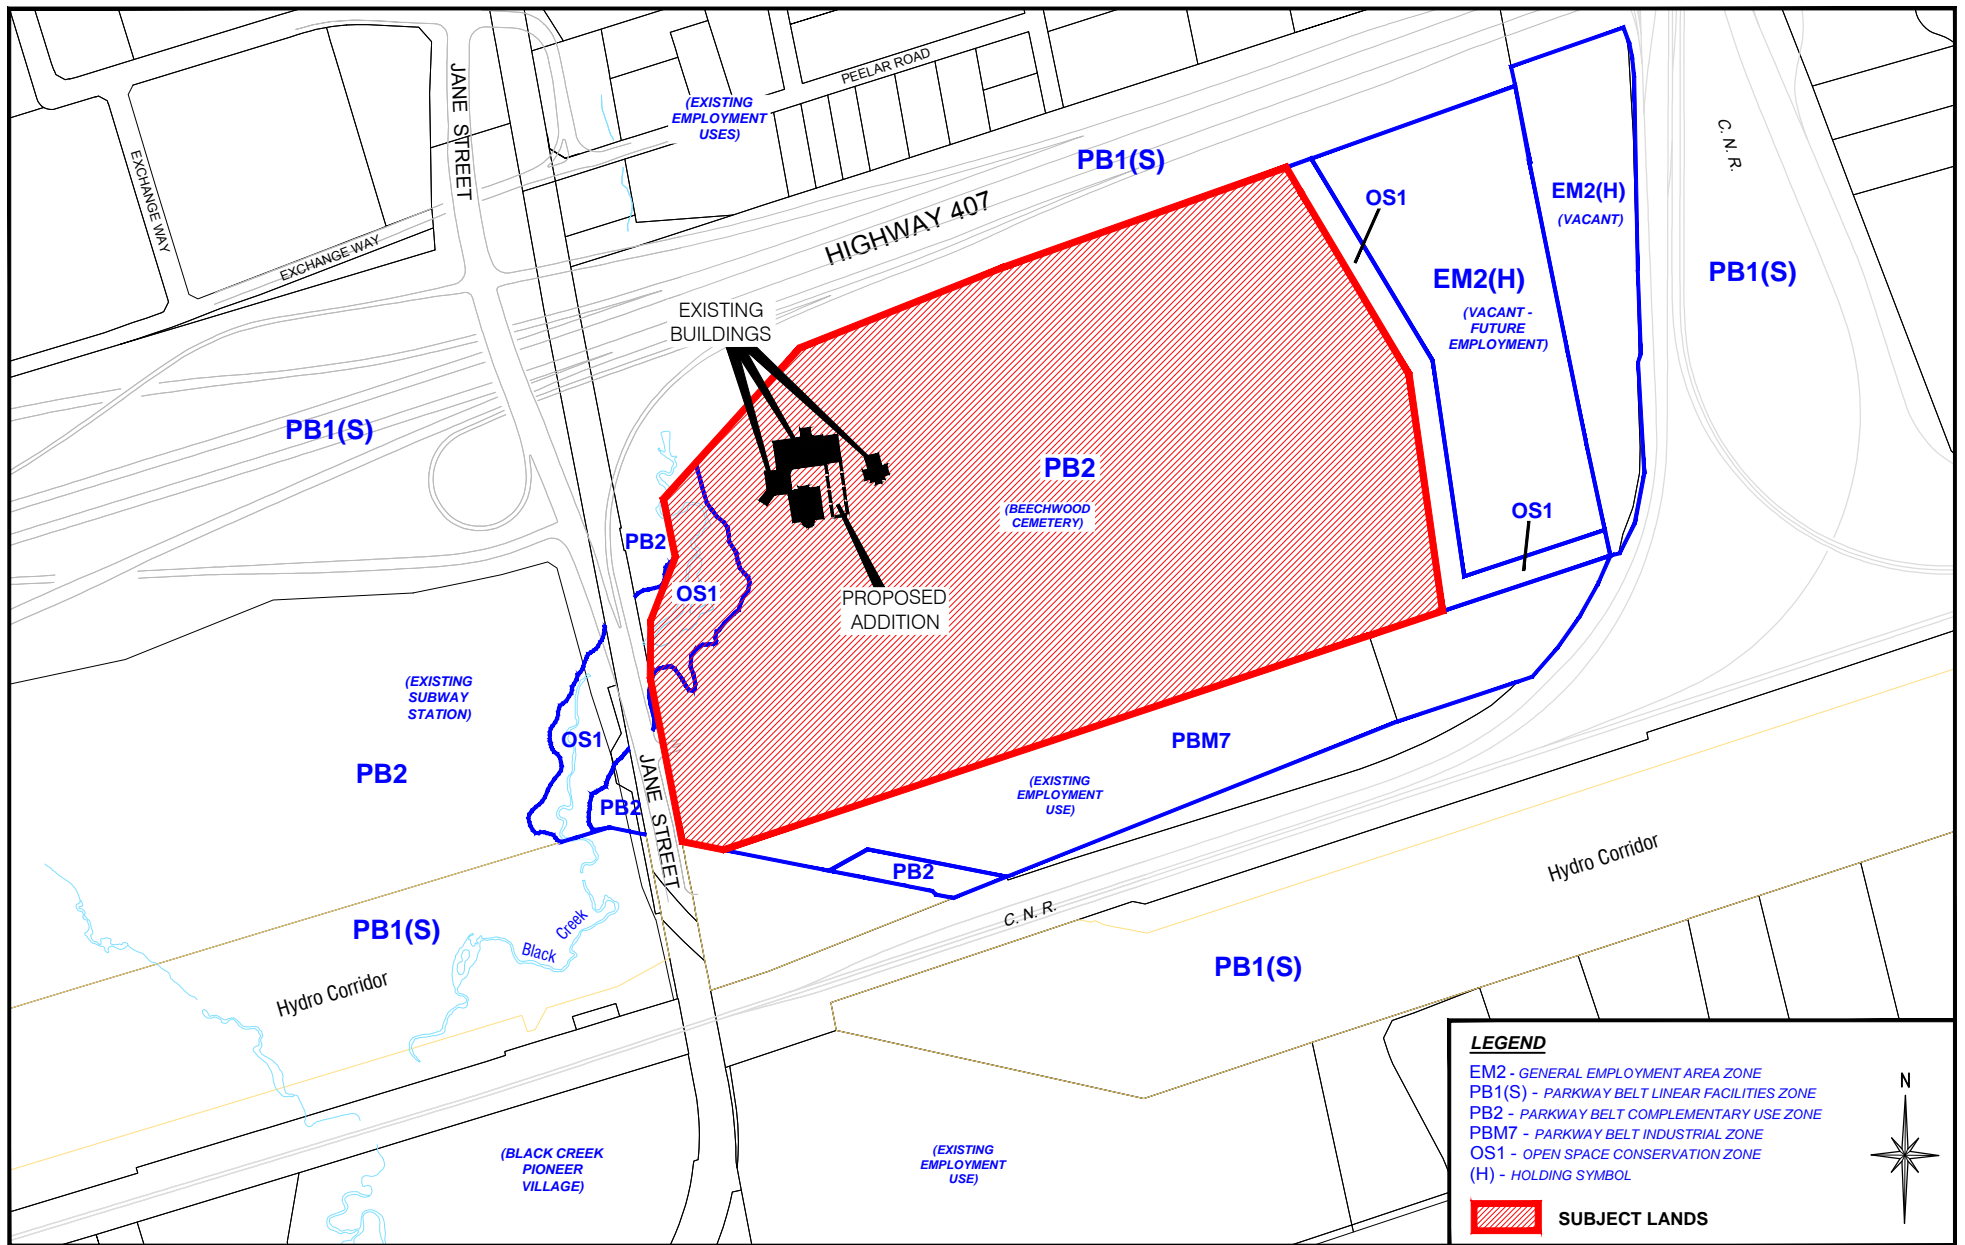 PEELAR ROAD
JANE STREET
(EXISTING
EMPLOYMENT
USES)
EXCHANGE WAY
EXCHANGE WAY
PB1(S)
C. N. R.
OS1
EM2(H)
(VACANT)
HIGHWAY 407
EM2(H)
(VACANT -
FUTURE
EMPLOYMENT)
PB1(S)
EXISTING
BUILDINGS
PB1(S)
PB2
(BEECHWOOD
CEMETERY)
OS1
PB2
OS1
PROPOSED
ADDITION
(EXISTING
SUBWAY
STATION)
OS1
PB2
PB2
JANE STREET
PBM7
(EXISTING
EMPLOYMENT
USE)
PB2
Hydro Corridor
C. N. R.
PB1(S)
Black Creek
Hydro Corridor
PB1(S)
(BLACK CREEK
PIONEER
VILLAGE)
(EXISTING
EMPLOYMENT
USE)
LEGEND
EM2 - GENERAL EMPLOYMENT AREA ZONE
PB1(S) - PARKWAY BELT LINEAR FACILITIES ZONE
PB2 - PARKWAY BELT COMPLEMENTARY USE ZONE
PBM7 - PARKWAY BELT INDUSTRIAL ZONE
OS1 - OPEN SPACE CONSERVATION ZONE
(H) - HOLDING SYMBOL
SUBJECT LANDS
N